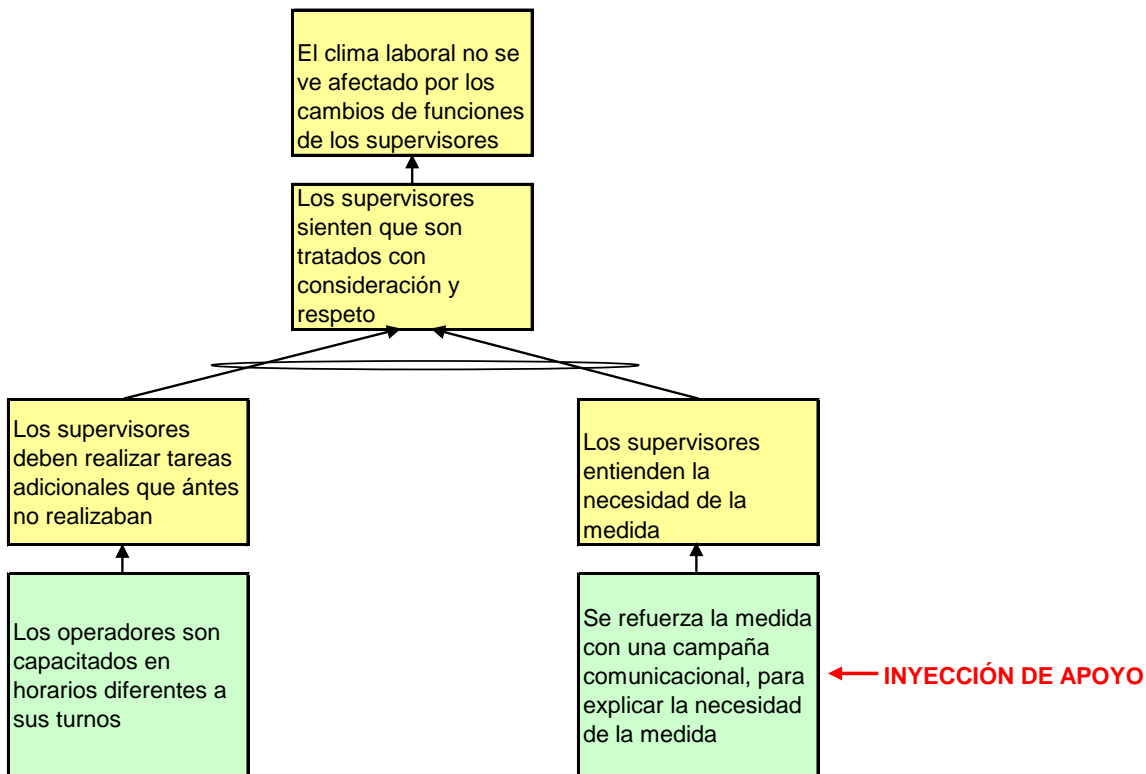 El clima laboral no se
ve afectado por los
cambios de funciones
de los supervisores
Los supervisores
sienten que son
tratados con
consideración y
respeto
Los supervisores
deben realizar tareas
adicionales que ántes
no realizaban
Los supervisores
entienden la
necesidad de la
medida
Los operadores son
capacitados en
horarios diferentes a
sus turnos
Se refuerza la medida
con una campaña
comunicacional, para
explicar la necesidad
de la medida
INYECCIÓN DE APOYO